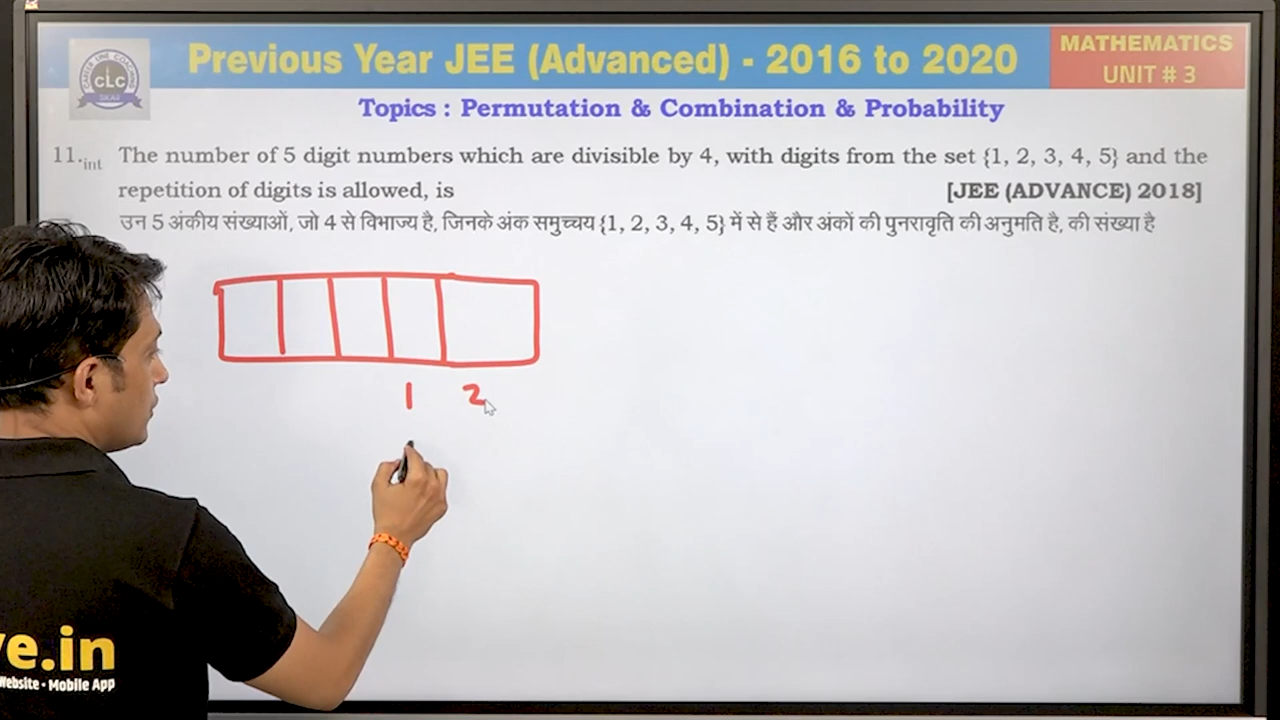 Previous Year JEE (Advanced) - 2016 to 2020
MATHEMATICS
UNIT # 3
CLC
Topics : Permutation & Combination & Probability
11. int The number of 5 digit numbers which are divisible by 4, with digits from the set {1, 2, 3, 4, 5} and the
repetition of digits is allowed, is [JEE (ADVANCE) 2018]
उन 5 अंकीय संख्याओं, जो 4 से विभाज्य है, जिनके अंक समुच्चय {1, 2, 3, 4, 5} में से हैं और अंकों की पुनरावृति की अनुमति है, की संख्या है
1 2
e.in
Website • Mobile App